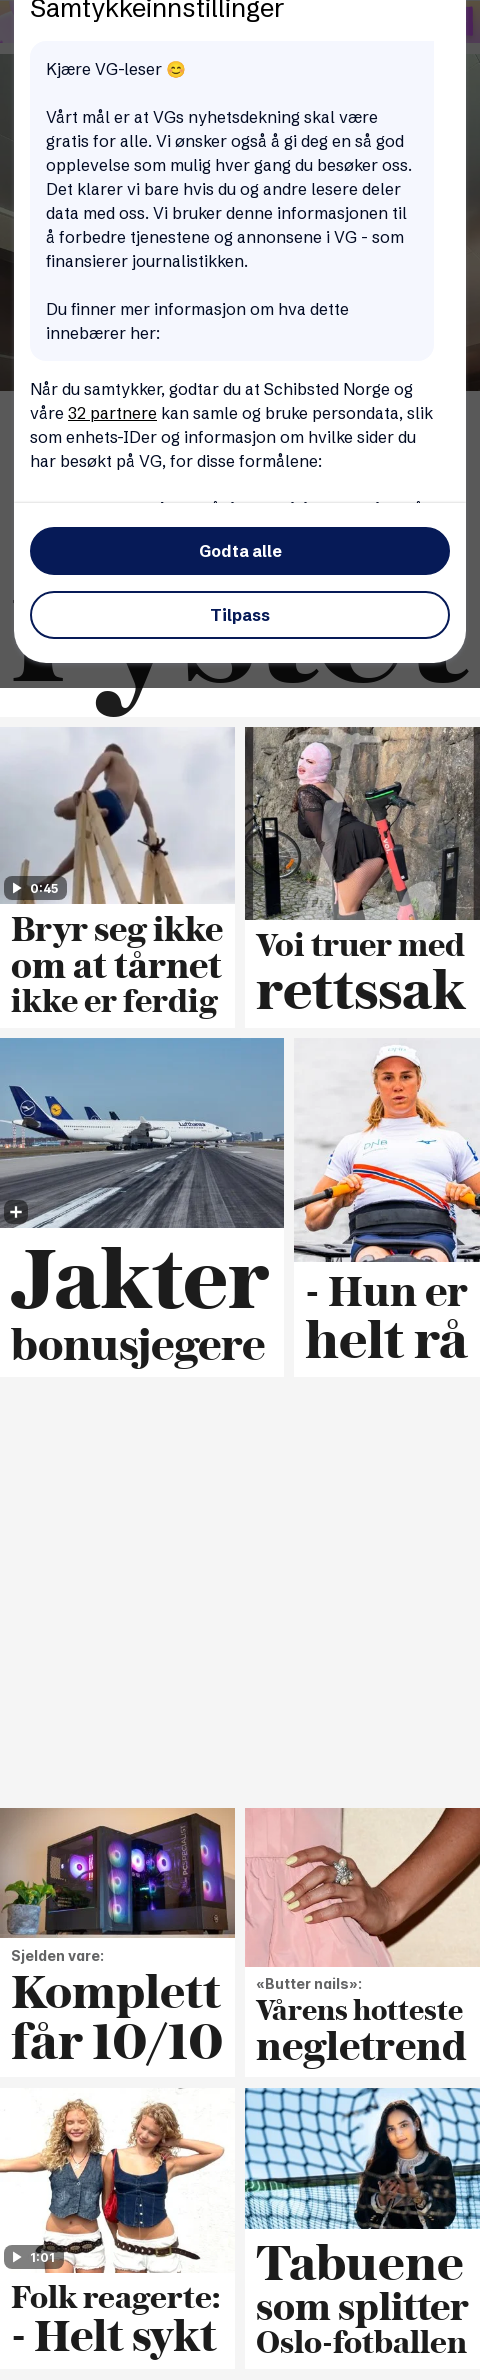 Samtykkeinnstillinger
Kjære VG-leser 😊
Vårt mål er at VGs nyhetsdekning skal være
gratis for alle. Vi ønsker også å gi deg en så god
opplevelse som mulig hver gang du besøker oss.
Det klarer vi bare hvis du og andre lesere deler
data med oss. Vi bruker denne informasjonen til
å forbedre tjenestene og annonsene i VG - som
finansierer journalistikken.
Du finner mer informasjon om hva dette
innebærer her:
Når du samtykker, godtar du at Schibsted Norge og
våre 32 partnere kan samle og bruke persondata, slik
som enhets-IDer og informasjon om hvilke sider du
har besøkt på VG, for disse formålene:
Godta alle
Tilpass
0:45
Bryr seg ikke
om at tårnet
ikke er ferdig
voi
Voi truer med
rettssak
Lufthansa
Jakter
bonusjegere
DNB
- Hun er
helt rå
PCSPECIALIST
Sjelden vare:
Komplett
får 10/10
«Butter nails»:
Vårens hotteste
negletrend
1:01
Folk reagerte:
- Helt sykt
Tabuene
som splitter
Oslo-fotballen